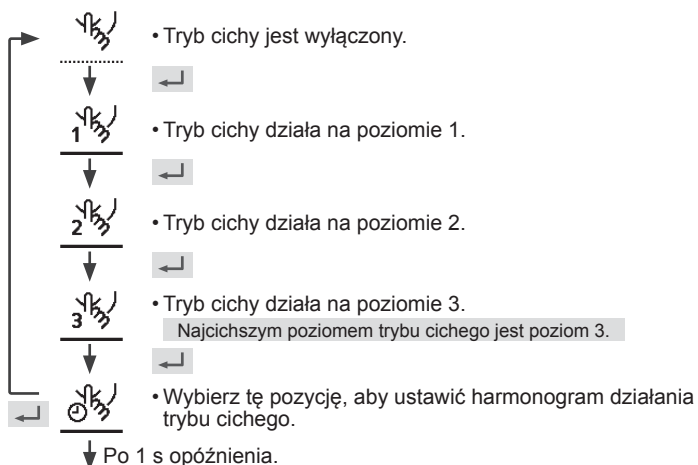 • Tryb cichy jest wyłączony.
1
• Tryb cichy działa na poziomie 1.
2
• Tryb cichy działa na poziomie 2.
3
• Tryb cichy działa na poziomie 3.
Najcichszym poziomem trybu cichego jest poziom 3.
• Wybierz tę pozycję, aby ustawić harmonogram działania
trybu cichego.
Po 1 s opóźnienia.